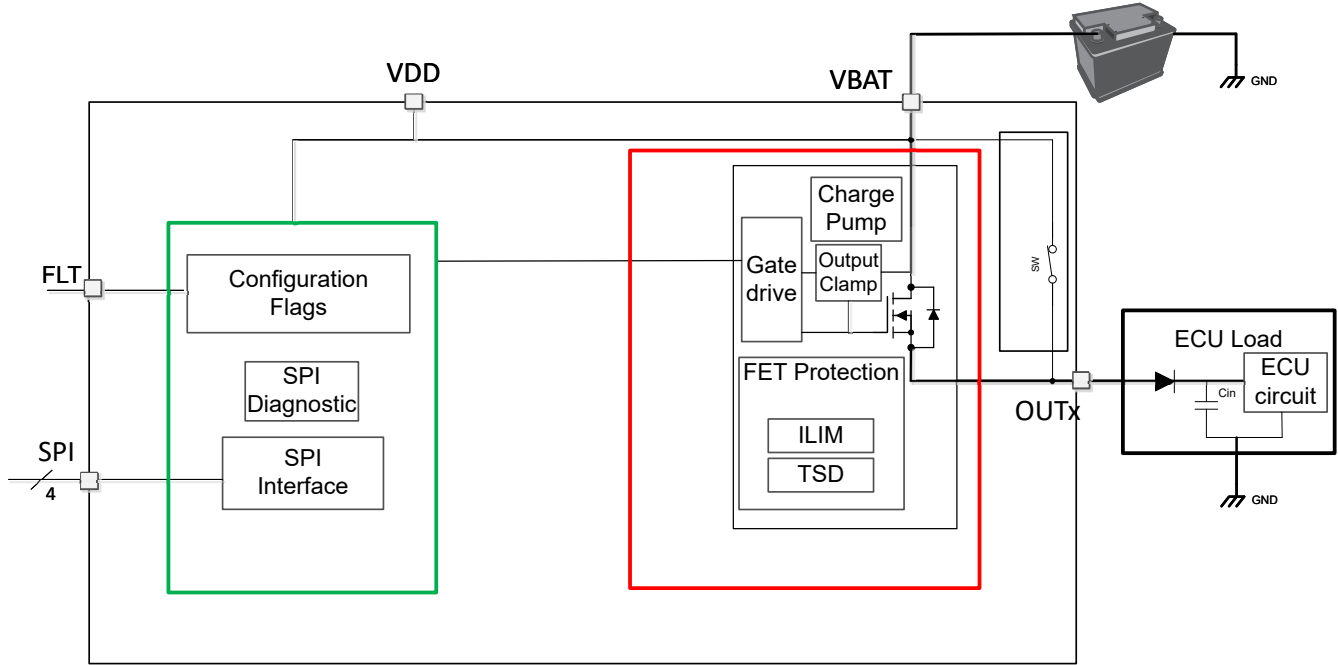 VDD
VBAT
GND
Charge
Pump
Gate
drive
Output
Clamp
SW
FLT
Configuration
Flags
SPI
Diagnostic
SPI
Interface
SPI
4
FET Protection
ILIM
TSD
OUTx
ECU Load
ECU
circuit
Cin
GND